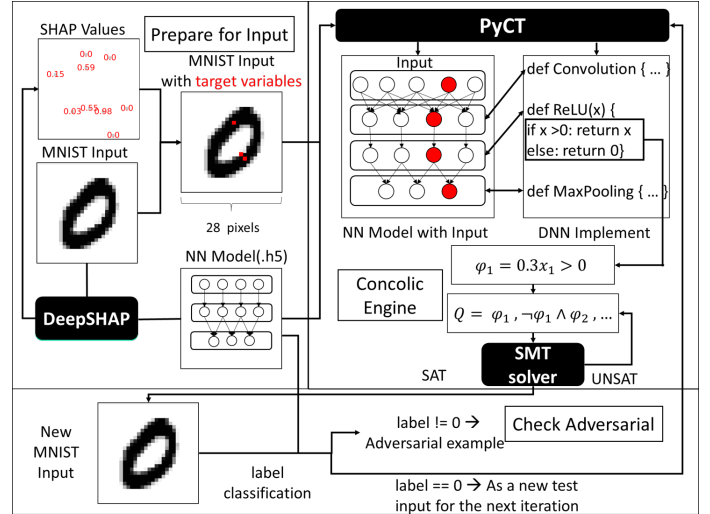 SHAP Values
0.0
0.59
0.15
0.0
0.55
0.03
0.98
0.0
Prepare for Input
MNIST Input
with target variables
MNIST Input
28 pixels
NN Model(.h5)
DeepSHAP
PyCT
Input
NN Model with Input
def Convolution { ... }
def ReLU(x) {
if x >0: return x
else: return 0}
def MaxPooling { ... }
DNN Implement
Concolic
Engine
φ₁ = 0.3x₁ > 0
Q = φ₁ , ¬φ₁ ∧ φ₂ , ...
SMT
solver
SAT
UNSAT
New
MNIST
Input
label
classification
label != 0 →
Adversarial example
Check Adversarial
label == 0 → As a new test
input for the next iteration